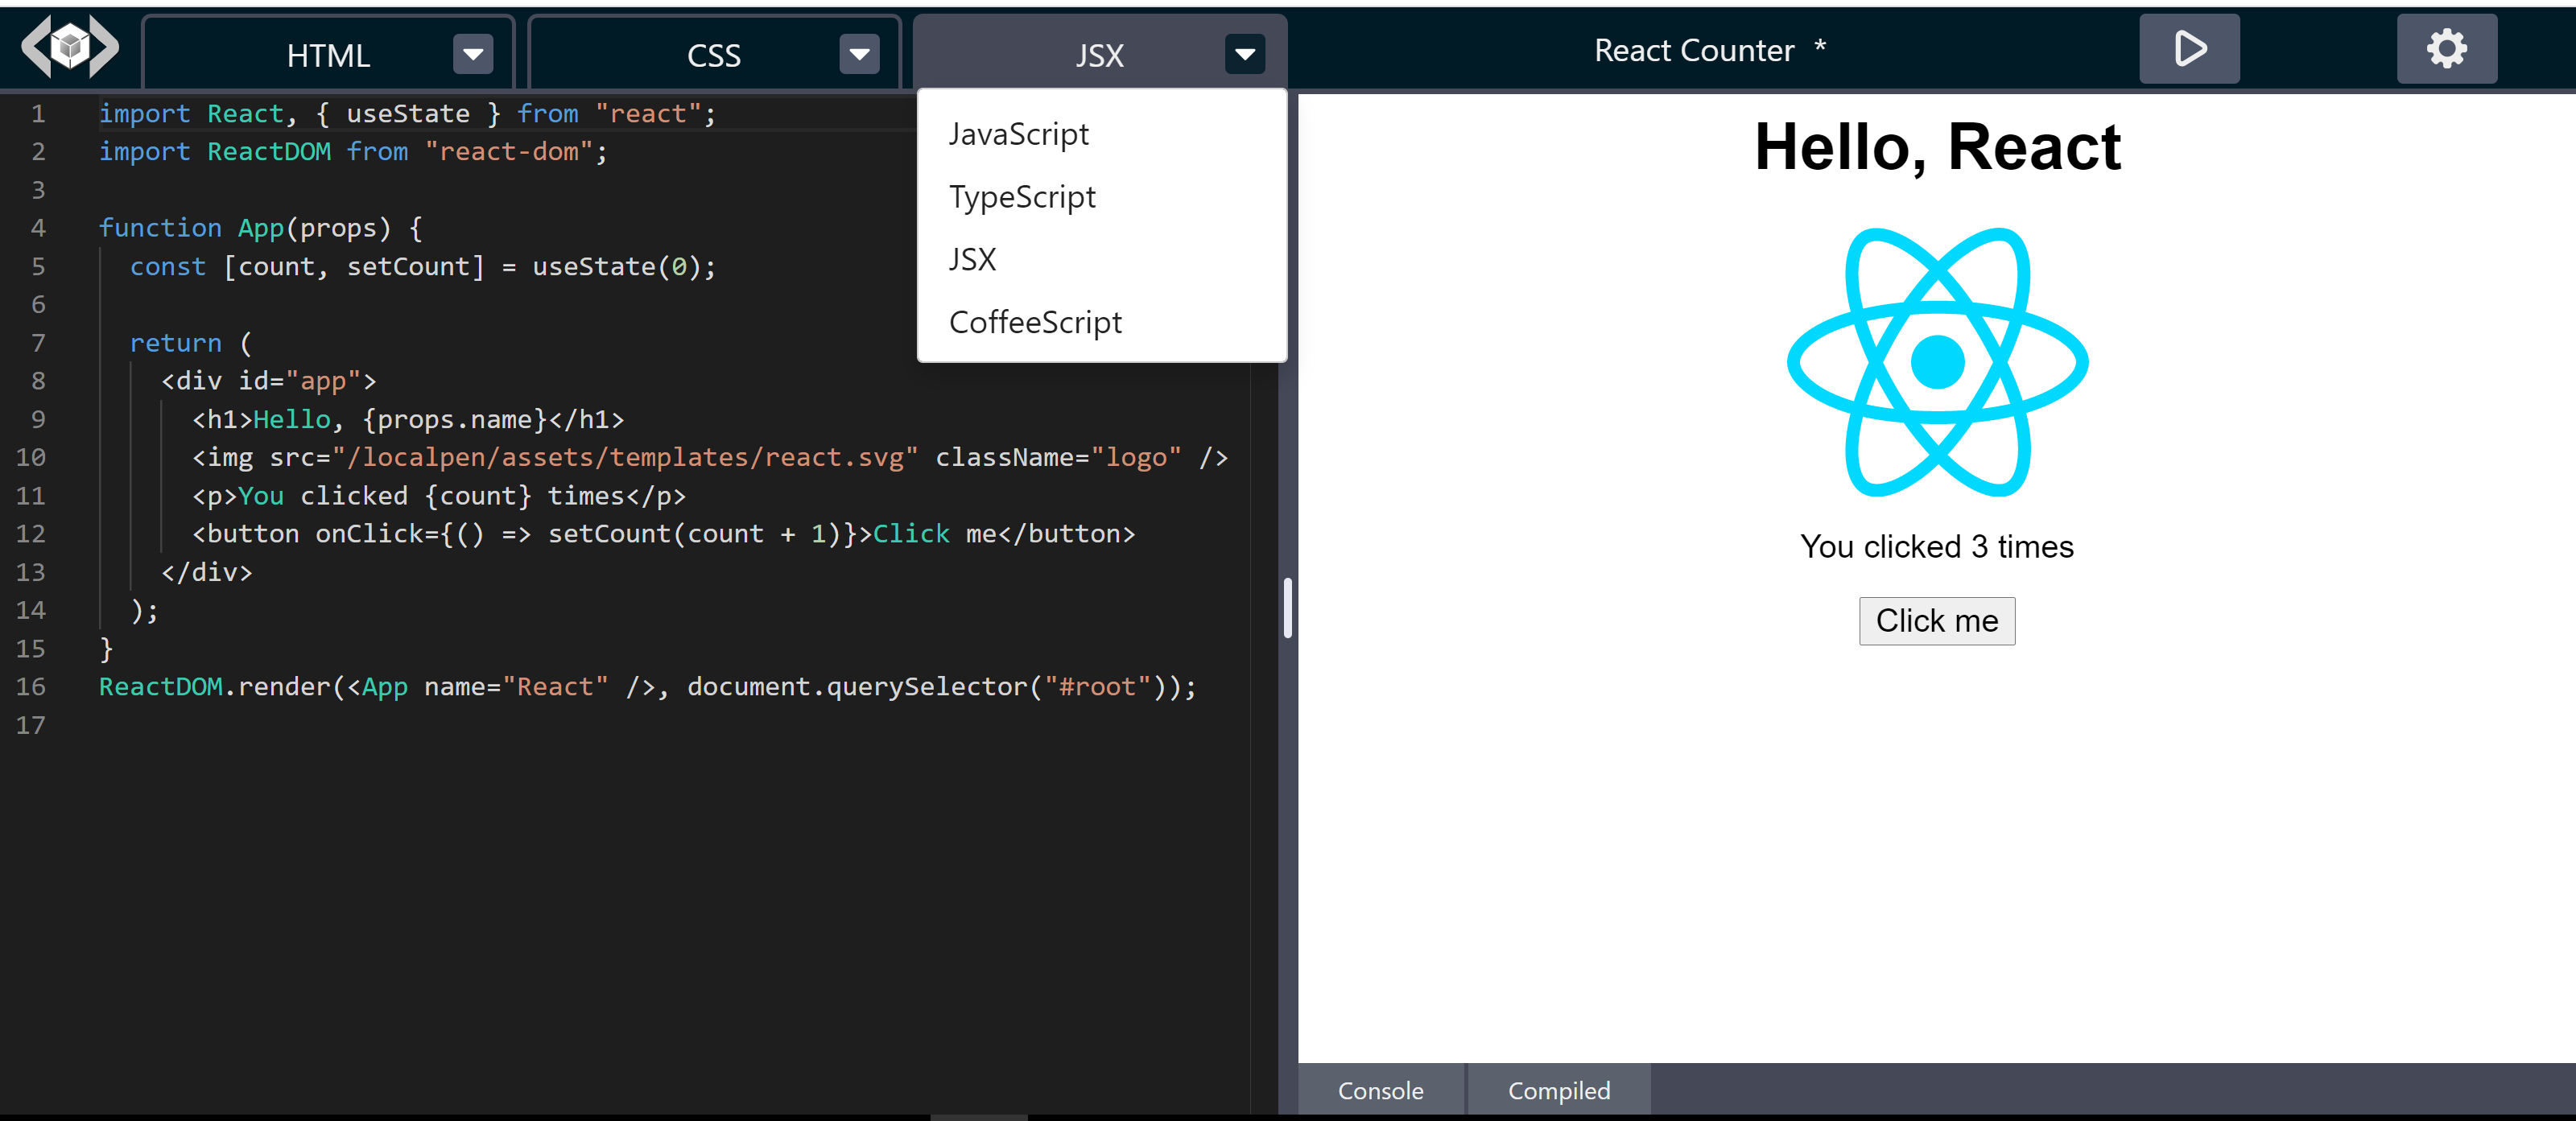 HTML
CSS
JSX
React Counter *
JavaScript
TypeScript
JSX
CoffeeScript
1 import React, { useState } from "react";
2 import ReactDOM from "react-dom";
3
4 function App(props) {
5 const [count, setCount] = useState(0);
6
7 return (
8 <div id="app">
9 <h1>Hello, {props.name}</h1>
10 <img src="/localpen/assets/templates/react.svg" className="logo" />
11 <p>You clicked {count} times</p>
12 <button onClick={() => setCount(count + 1)}>Click me</button>
13 </div>
14 );
15 }
16 ReactDOM.render(<App name="React" />, document.querySelector("#root"));
17
Hello, React
You clicked 3 times
Click me
Console
Compiled